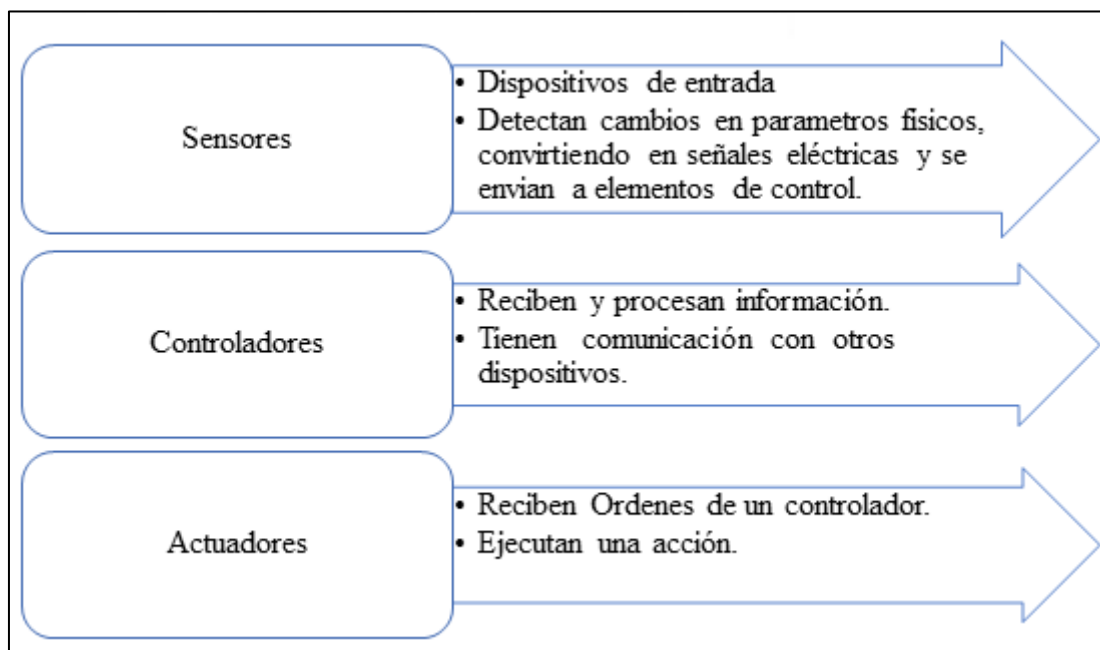 Sensores
• Dispositivos de entrada
• Detectan cambios en parametros físicos,
convirtiendo en señales eléctricas y se
envian a elementos de control.
Controladores
• Reciben y procesan información.
• Tienen comunicación con otros
dispositivos.
Actuadores
• Reciben Ordenes de un controlador.
• Ejecutan una acción.